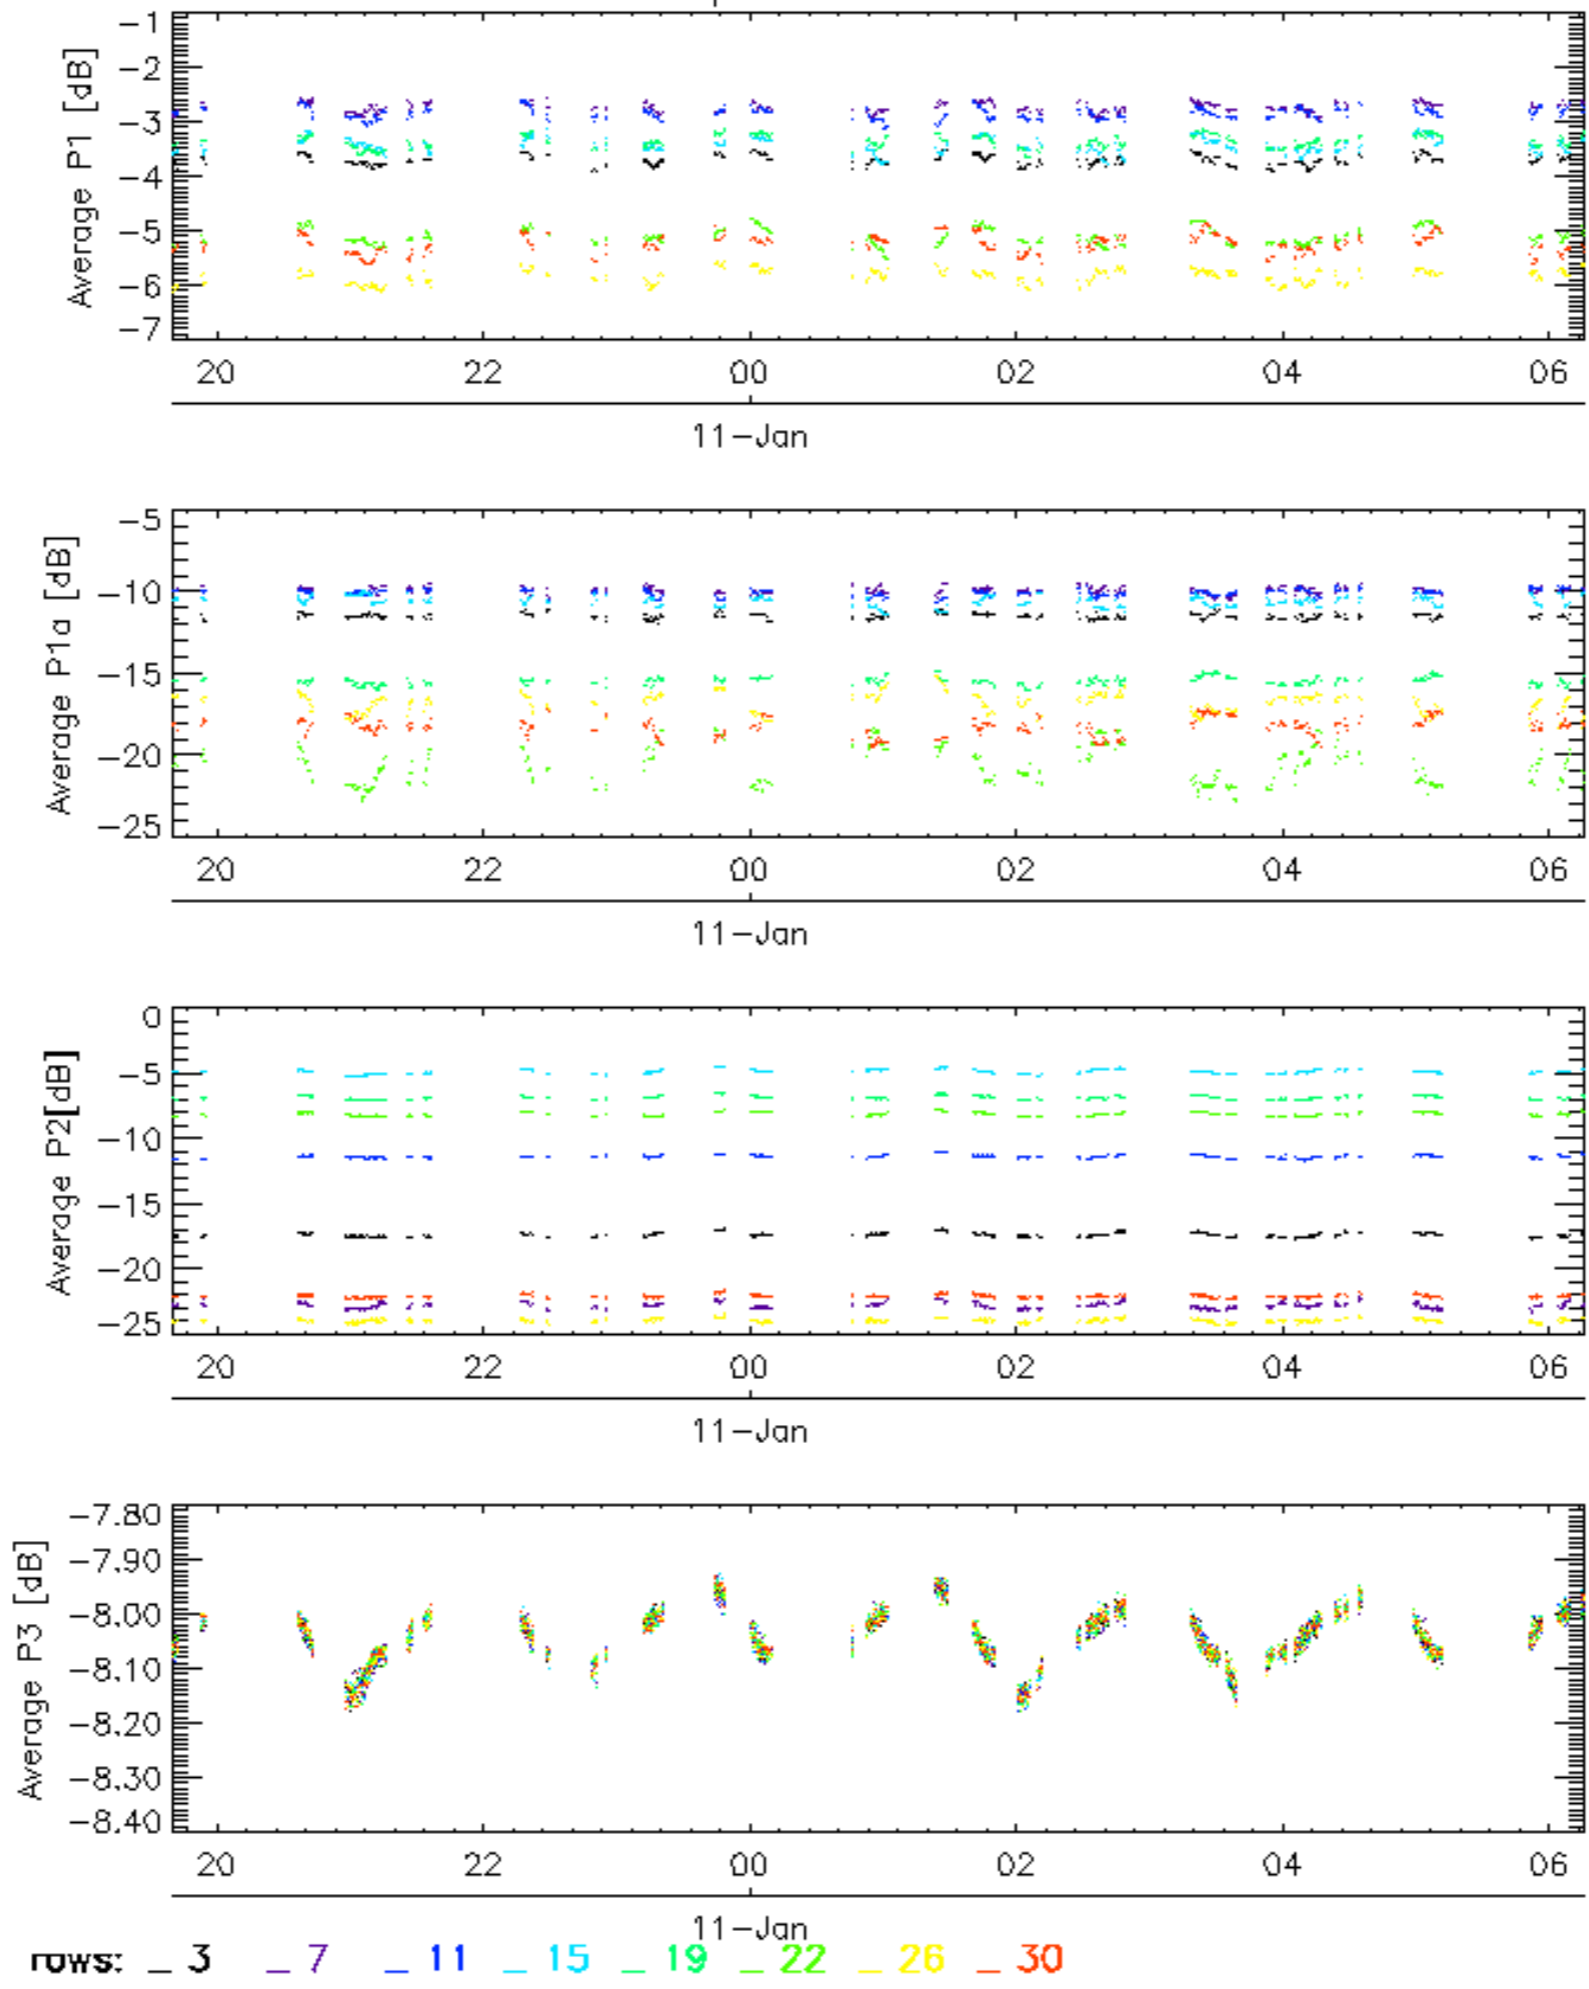 Average P1 [dB]
-1
-2
-3
-4
-5
-6
-7
20 22 00 02 04 06
11-Jan
Average P1a [dB]
-5
-10
-15
-20
-25
20 22 00 02 04 06
11-Jan
Average P2[dB]
0
-5
-10
-15
-20
-25
20 22 00 02 04 06
11-Jan
Average P3 [dB]
-7.80
-7.90
-8.00
-8.10
-8.20
-8.30
-8.40
20 22 00 02 04 06
11-Jan
rows: _ 3 _ 7 _ 11 _ 15 _ 19 _ 22 _ 26 _ 30